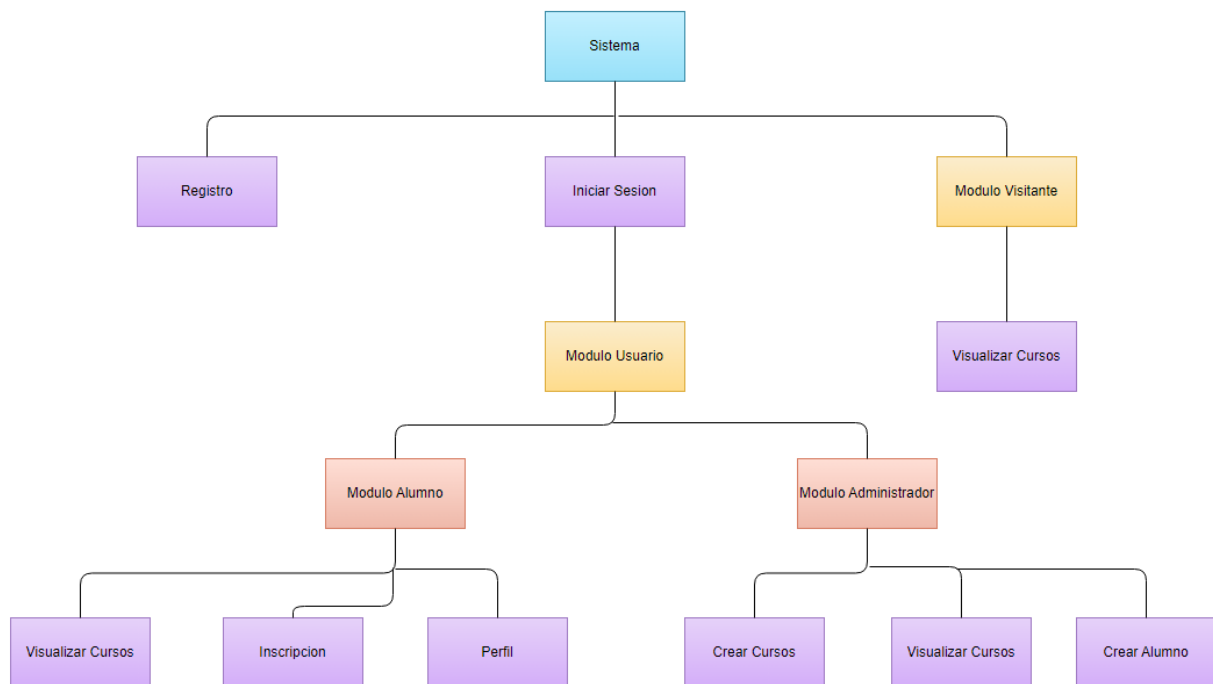 Sistema
Registro
Iniciar Sesion
Modulo Visitante
Modulo Usuario
Visualizar Cursos
Modulo Alumno
Modulo Administrador
Visualizar Cursos
Inscripcion
Perfil
Crear Cursos
Visualizar Cursos
Crear Alumno